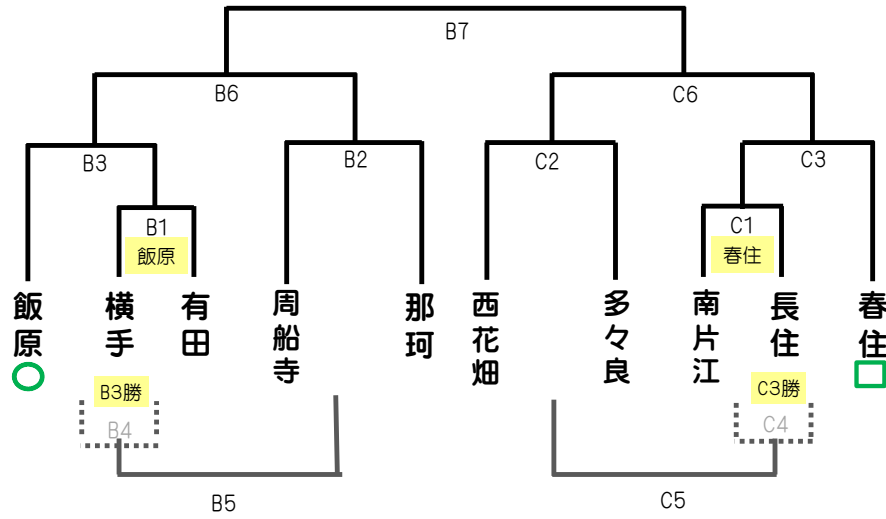 B7
B6
C6
B3
B2
C2
C3
B1
C1
飯原
春住
飯原
横手
有田
周船寺
那珂
西花畑
多々良
南片江
長住
春住
B3勝
C3勝
B4
C4
B5
C5